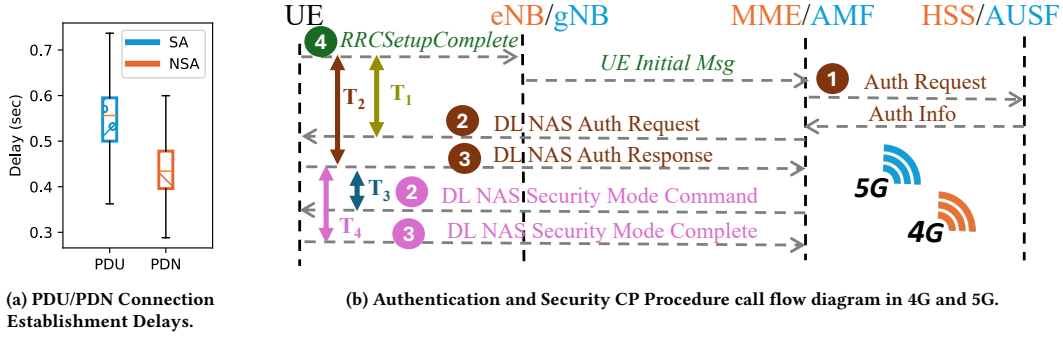 0.7
0.6
0.5
0.4
0.3
Delay (sec)
SA
NSA
PDU
PDN
(a) PDU/PDN Connection
Establishment Delays.
UE
eNB/gNB
MME/AMF
HSS/AUSF
4 RRCSetupComplete
UE Initial Msg
1 Auth Request
Auth Info
T2
T1
2 DL NAS Auth Request
3 DL NAS Auth Response
T3
2 DL NAS Security Mode Command
T4
3 DL NAS Security Mode Complete
5G
4G
(b) Authentication and Security CP Procedure call flow diagram in 4G and 5G.